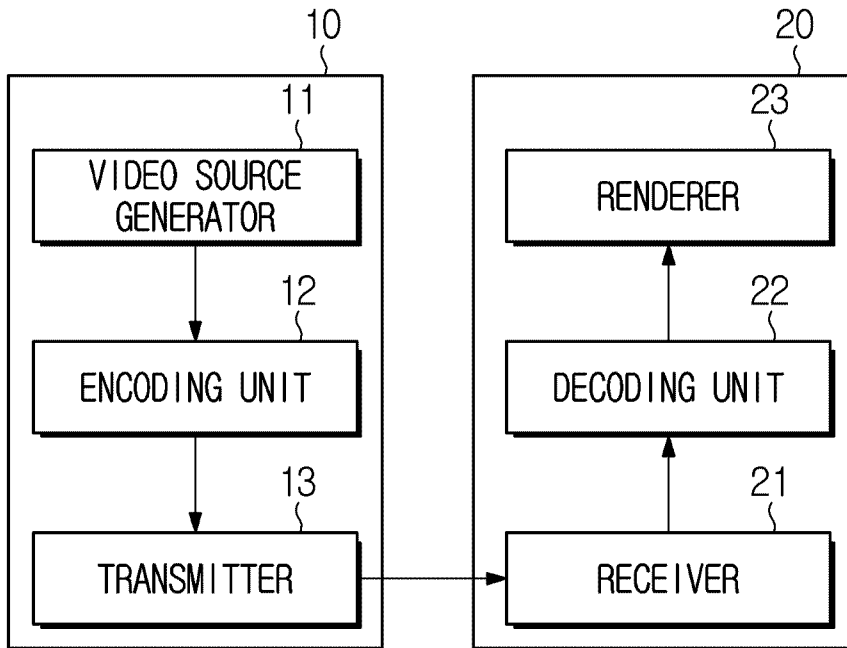 10
11
VIDEO SOURCE
GENERATOR
12
ENCODING UNIT
13
TRANSMITTER
20
23
RENDERER
22
DECODING UNIT
21
RECEIVER